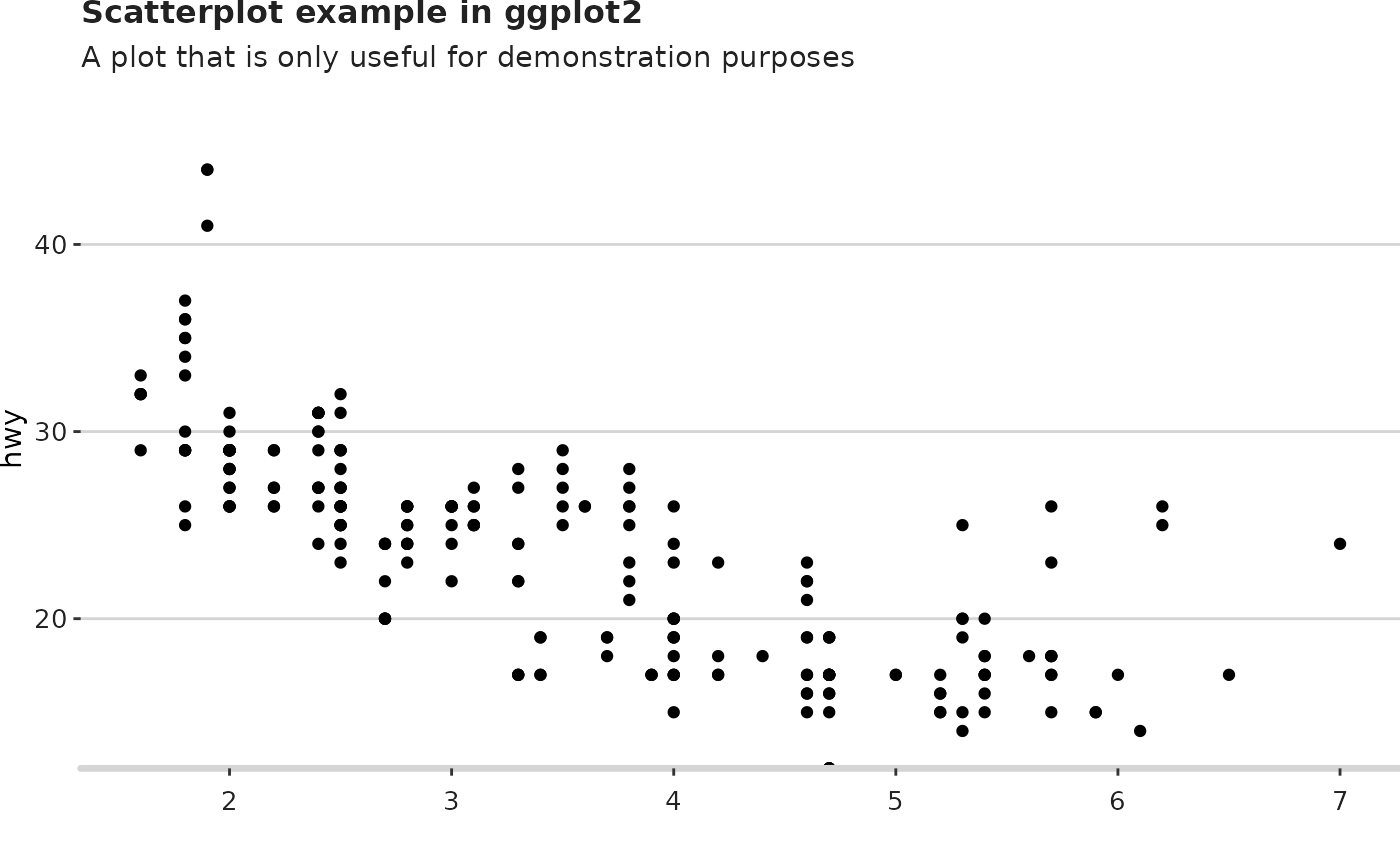 Scatterplot example in ggplot2
A plot that is only useful for demonstration purposes
hwy
40
30
20
2 3 4 5 6 7